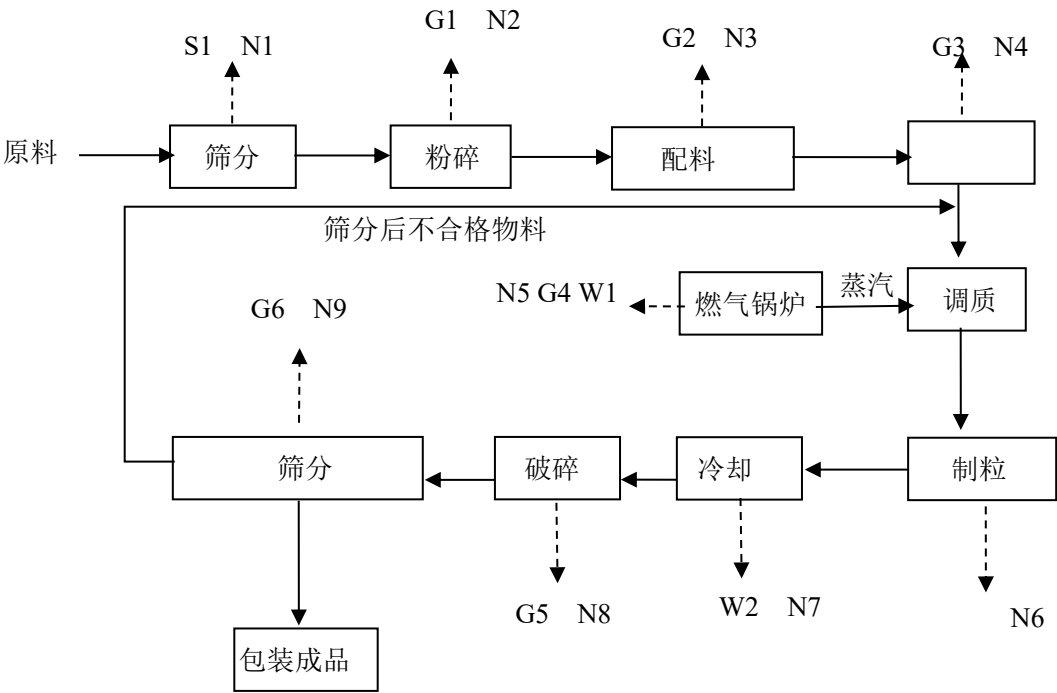 G1 N2
S1 N1
G2 N3
G3 N4
原料
筛分
粉碎
配料
筛分后不合格物料
N5 G4 W1
燃气锅炉
蒸汽
调质
G6 N9
筛分
破碎
冷却
制粒
G5 N8
W2 N7
N6
包装成品